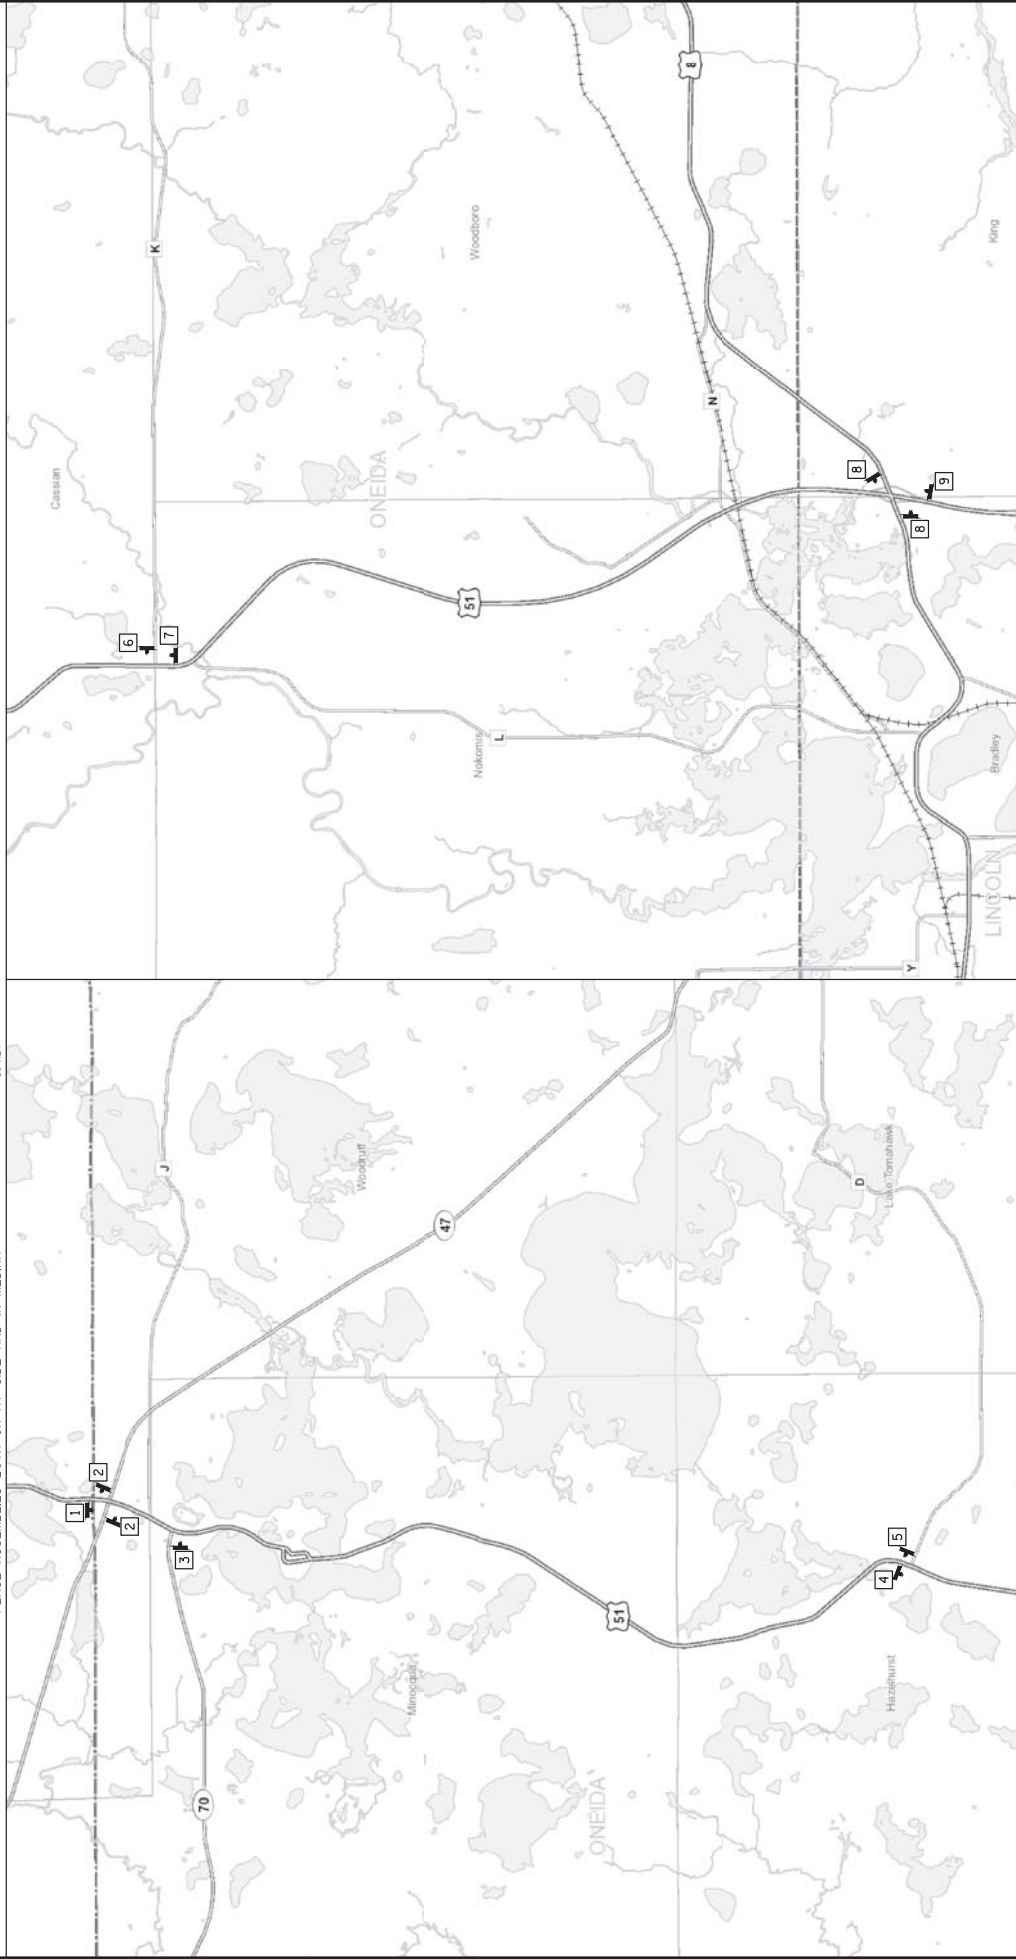 Cassian
K
6
7
ONEIDA
Woodboro
51
8
N
Nokomis
L
8
8
9
King
Bradley
LINCOLN
Y
J
Woodruff
1
2
2
3
47
Minocqua
70
51
ONEIDA
D
Lake Tomahawk
4
5
Hazelhurst